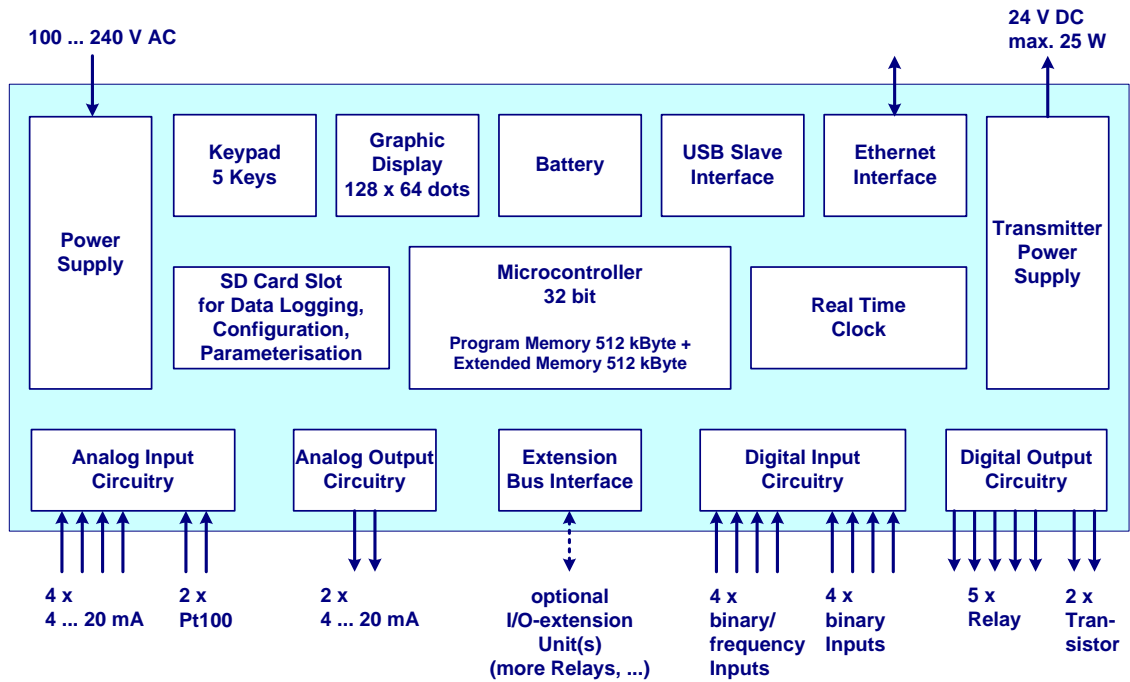 100 ... 240 V AC
24 V DC
max. 25 W
Power
Supply
Keypad
5 Keys
Graphic
Display
128 x 64 dots
Battery
USB Slave
Interface
Ethernet
Interface
Transmitter
Power
Supply
SD Card Slot
for Data Logging,
Configuration,
Parameterisation
Microcontroller
32 bit
Program Memory 512 kByte +
Extended Memory 512 kByte
Real Time
Clock
Analog Input
Circuitry
Analog Output
Circuitry
Extension
Bus Interface
Digital Input
Circuitry
Digital Output
Circuitry
4 x
4 ... 20 mA
2 x
Pt100
2 x
4 ... 20 mA
optional
I/O-extension
Unit(s)
(more Relays, ...)
4 x
binary/
frequency
Inputs
4 x
binary
Inputs
5 x
Relay
2 x
Tran-
sistor